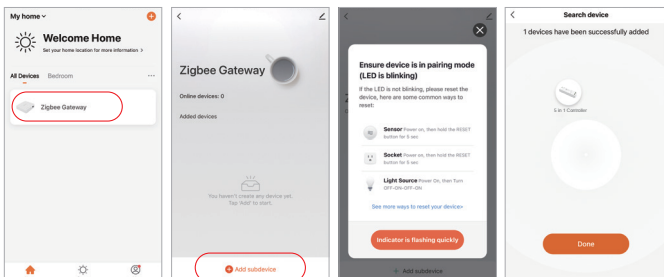 My home
Welcome Home
Set your home location for more information >
All Devices
Bedroom
...
Zigbee Gateway
Zigbee Gateway
Online devices: 0
Added devices
You haven't create any device yet.
Tap 'Add' to start.
Add subdevice
Ensure device is in pairing mode
(LED is blinking)
If the LED is not blinking, please reset the
device, here are some common ways to
reset:
Sensor Power on, then hold the RESET
button for 5 sec
Socket Power on, then hold the RESET
button for 5 sec
Light Source Power On, then Turn
OFF-ON-OFF-ON
See more ways to reset your device>
Indicator is flashing quickly
+ Add subdevice
Search device
1 devices have been successfully added
5 in 1 Controller
Done